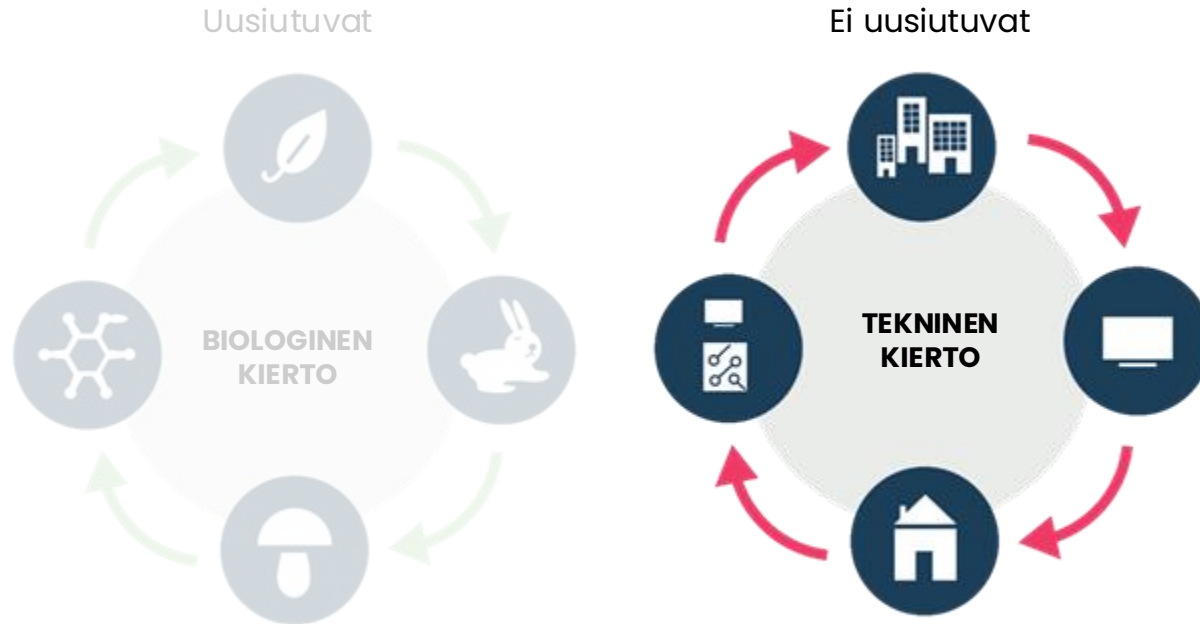 Uusiutuvat
Ei uusiutuvat
BIOLOGINEN
KIERTO
TEKNINEN
KIERTO